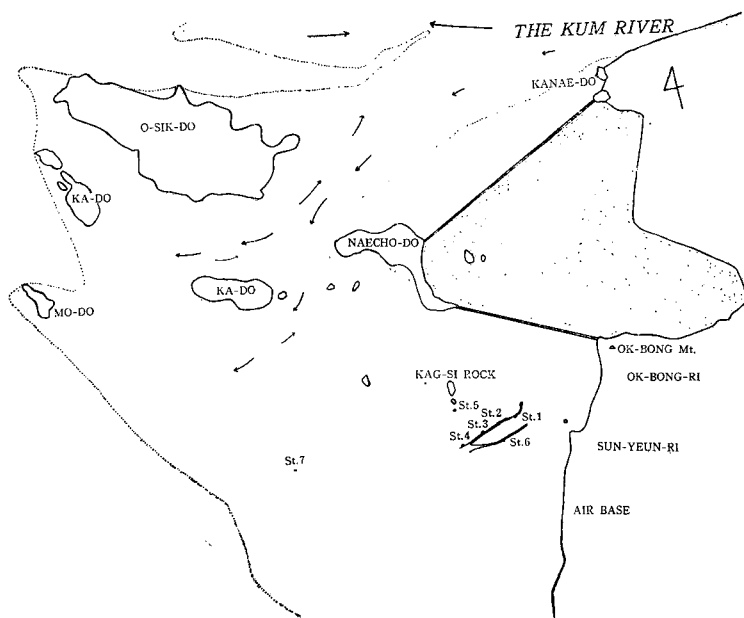 THE KUM RIVER
KANAE-DO
4
O-SIK-DO
KA-DO
NAECHO-DO
KA-DO
MO-DO
OK-BONG Mt.
KAG-SI ROCK
OK-BONG-RI
St.5
St.2
St.1
St.3
St.4
St.6
SUN-YEUN-RI
St.7
AIR BASE